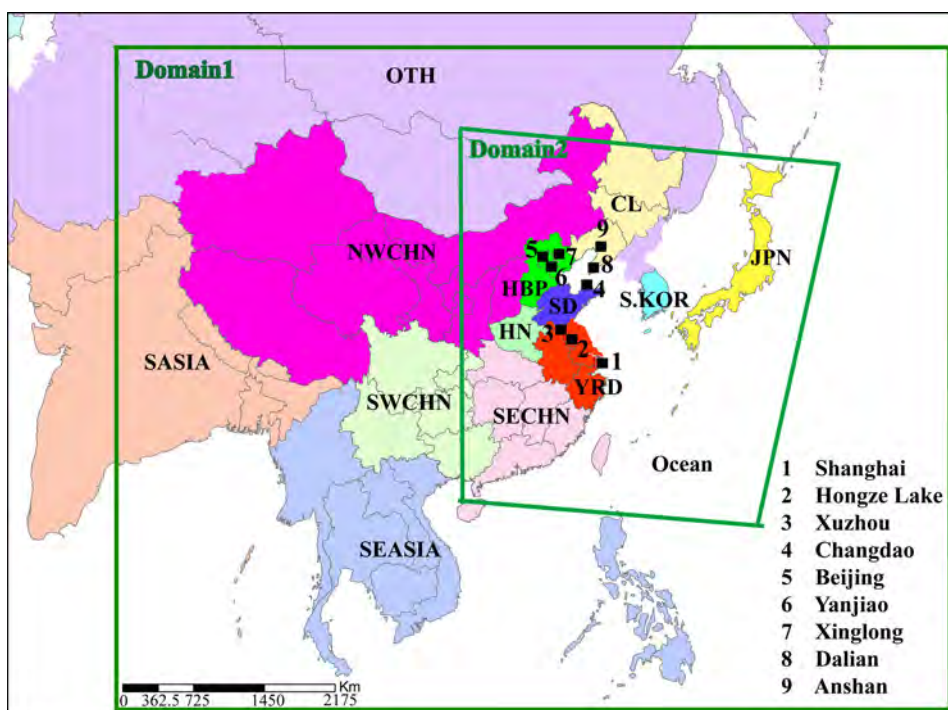 Domain1
OTH
Domain2
CL
9
5
7
NWCHN
6
8
JPN
HBP
4
S.KOR
SD
HN
3
2
SASIA
1
SWCHN
YRD
SECHN
Ocean
SEASIA
1 Shanghai
2 Hongze Lake
3 Xuzhou
4 Changdao
5 Beijing
6 Yanjiao
7 Xinglong
8 Dalian
9 Anshan
Km
0 362.5 725 1450 2175